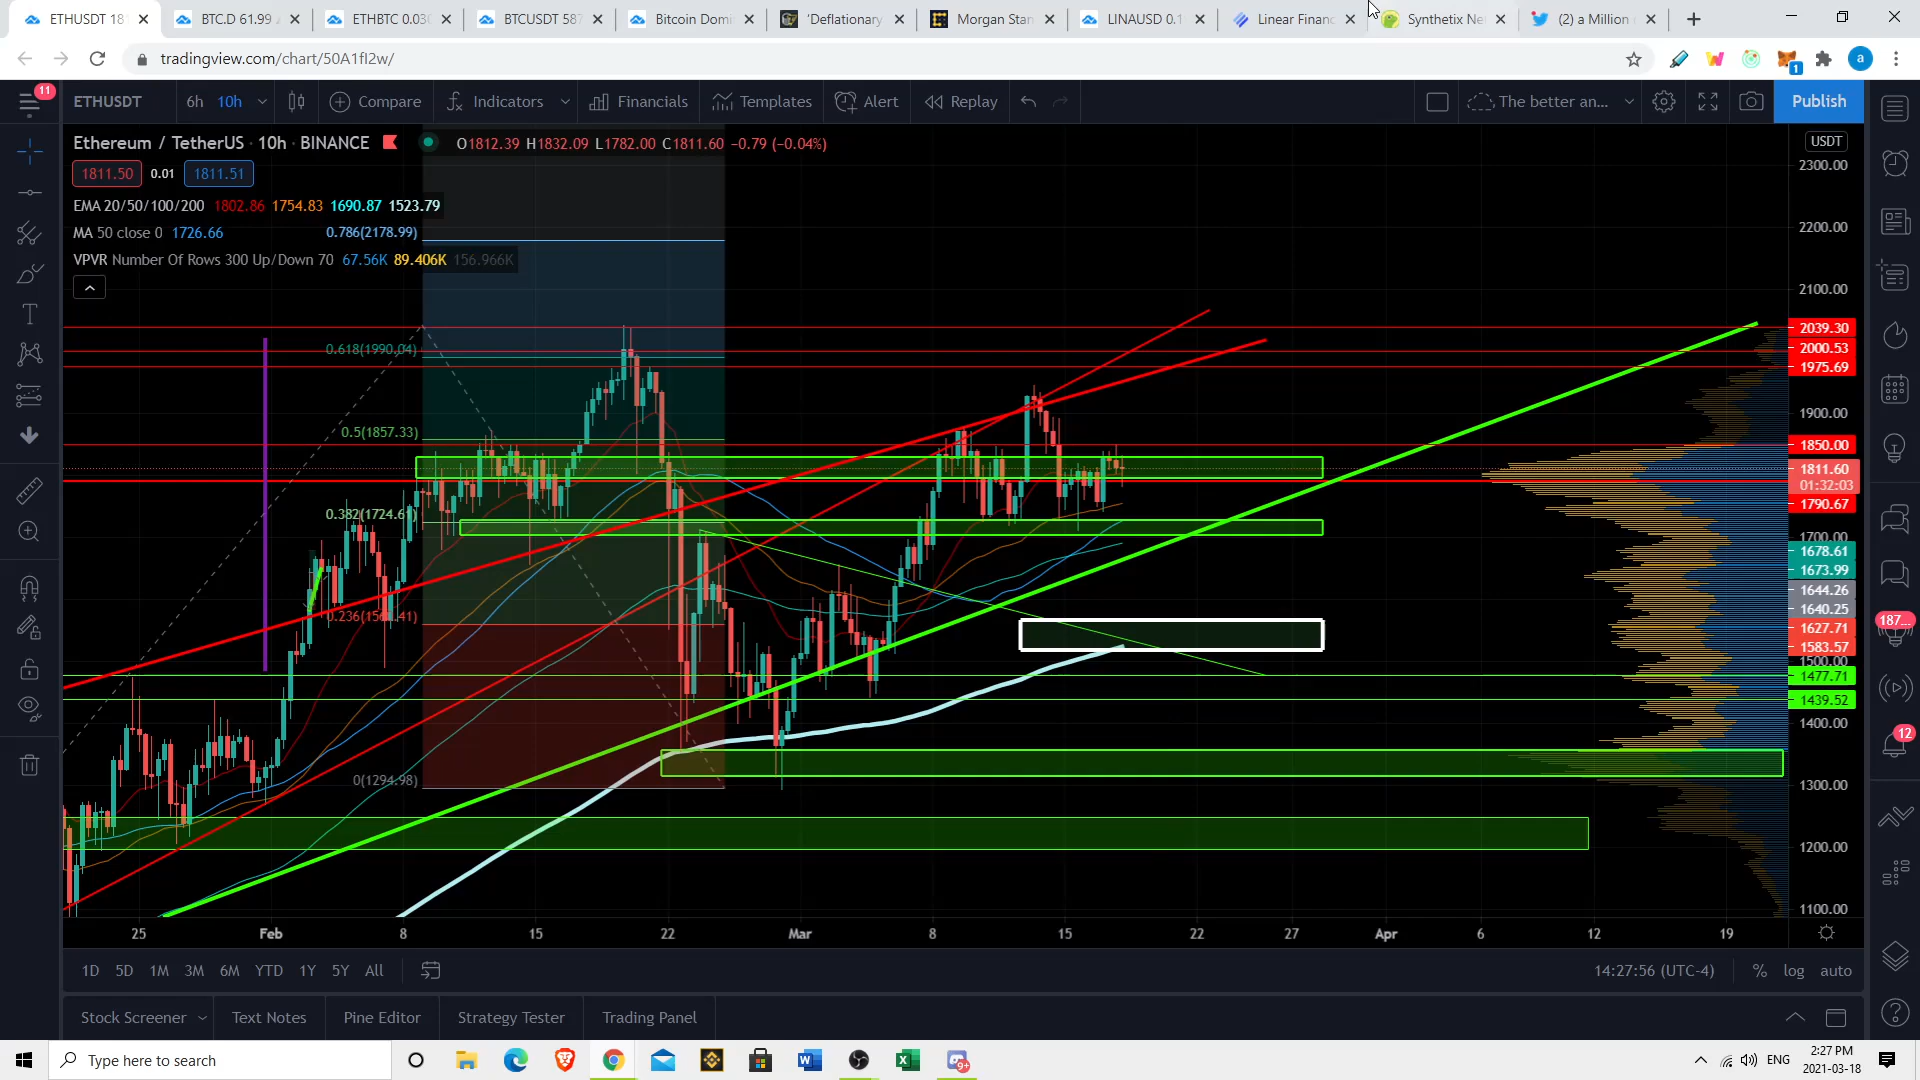 ETHUSDT 181
BTC.D 61.99
ETHBTC 0.030
BTCUSDT 587
Bitcoin Domi
'Deflationary
Morgan Stan
LINAUSD 0.1
Linear Financ
Synthetix Ne
(2) a Million
tradingview.com/chart/50A1fI2w/
1
a
11
ETHUSDT 6h 10h Compare Indicators Financials Templates Alert Replay The better an... Publish
Ethereum / TetherUS · 10h · BINANCE O1812.39 H1832.09 L1782.00 C1811.60 −0.79 (−0.04%)
USDT
1811.50 0.01 1811.51
EMA 20/50/100/200 1802.86 1754.83 1690.87 1523.79
MA 50 close 0 1726.66
0.786(2178.99)
VPVR Number Of Rows 300 Up/Down 70 67.56K 89.406K 156.966K
0.618(1990.04)
0.5(1857.33)
0.382(1724.61)
0(1294.98)
2300.00
2200.00
2100.00
2039.30
2000.53
1975.69
1900.00
1850.00
1811.60
01:32:03
1790.67
1700.00
1678.61
1673.99
1644.26
1640.25
1627.71
1583.57
1500.00
1477.71
1439.52
1400.00
1300.00
1200.00
1100.00
187...
12
25 Feb 8 15 22 Mar 8 15 22 27 Apr 6 12 19
1D 5D 1M 3M 6M YTD 1Y 5Y All 14:27:56 (UTC-4) % log auto
Stock Screener Text Notes Pine Editor Strategy Tester Trading Panel
Type here to search
9+
ENG
2:27 PM
2021-03-18